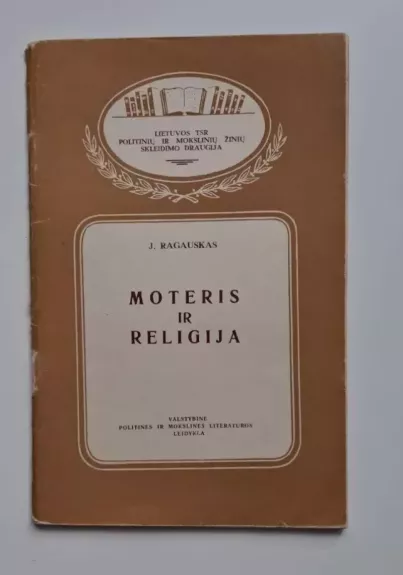 LIETUVOS TSR
POLITINIŲ IR MOKSLINIŲ ŽINIŲ
SKLEIDIMO DRAUGIJA
J. RAGAUSKAS
MOTERIS
IR
RELIGIJA
VALSTYBINĖ
POLITINĖS IR MOKSLINĖS LITERATŪROS
LEIDYKLA